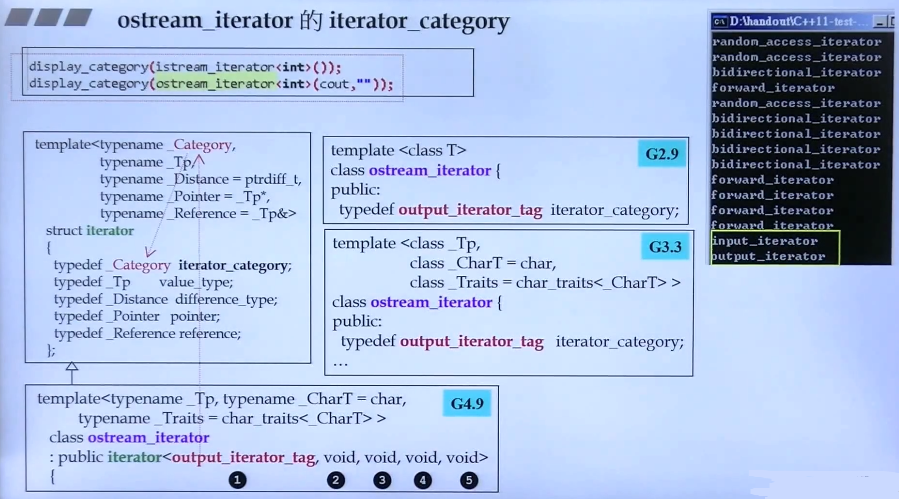 ostream_iterator 的 iterator_category
display_category(istream_iterator<int>());
display_category(ostream_iterator<int>(cout,""));
template<typename _Category,
typename _Tp,
typename _Distance = ptrdiff_t,
typename _Pointer = _Tp*,
typename _Reference = _Tp&>
struct iterator
{
typedef _Category iterator_category;
typedef _Tp value_type;
typedef _Distance difference_type;
typedef _Pointer pointer;
typedef _Reference reference;
};
G4.9
template<typename _Tp, typename _CharT = char,
typename _Traits = char_traits<_CharT> >
class ostream_iterator
: public iterator<output_iterator_tag, void, void, void, void>
{
1 2 3 4 5
G2.9
template <class T>
class ostream_iterator {
public:
typedef output_iterator_tag iterator_category;
G3.3
template <class _Tp,
class _CharT = char,
class _Traits = char_traits<_CharT> >
class ostream_iterator {
public:
typedef output_iterator_tag iterator_category;
…
D:\handout\C++11-test-...
random_access_iterator
random_access_iterator
bidirectional_iterator
forward_iterator
random_access_iterator
bidirectional_iterator
bidirectional_iterator
bidirectional_iterator
bidirectional_iterator
forward_iterator
forward_iterator
forward_iterator
forward_iterator
input_iterator
output_iterator